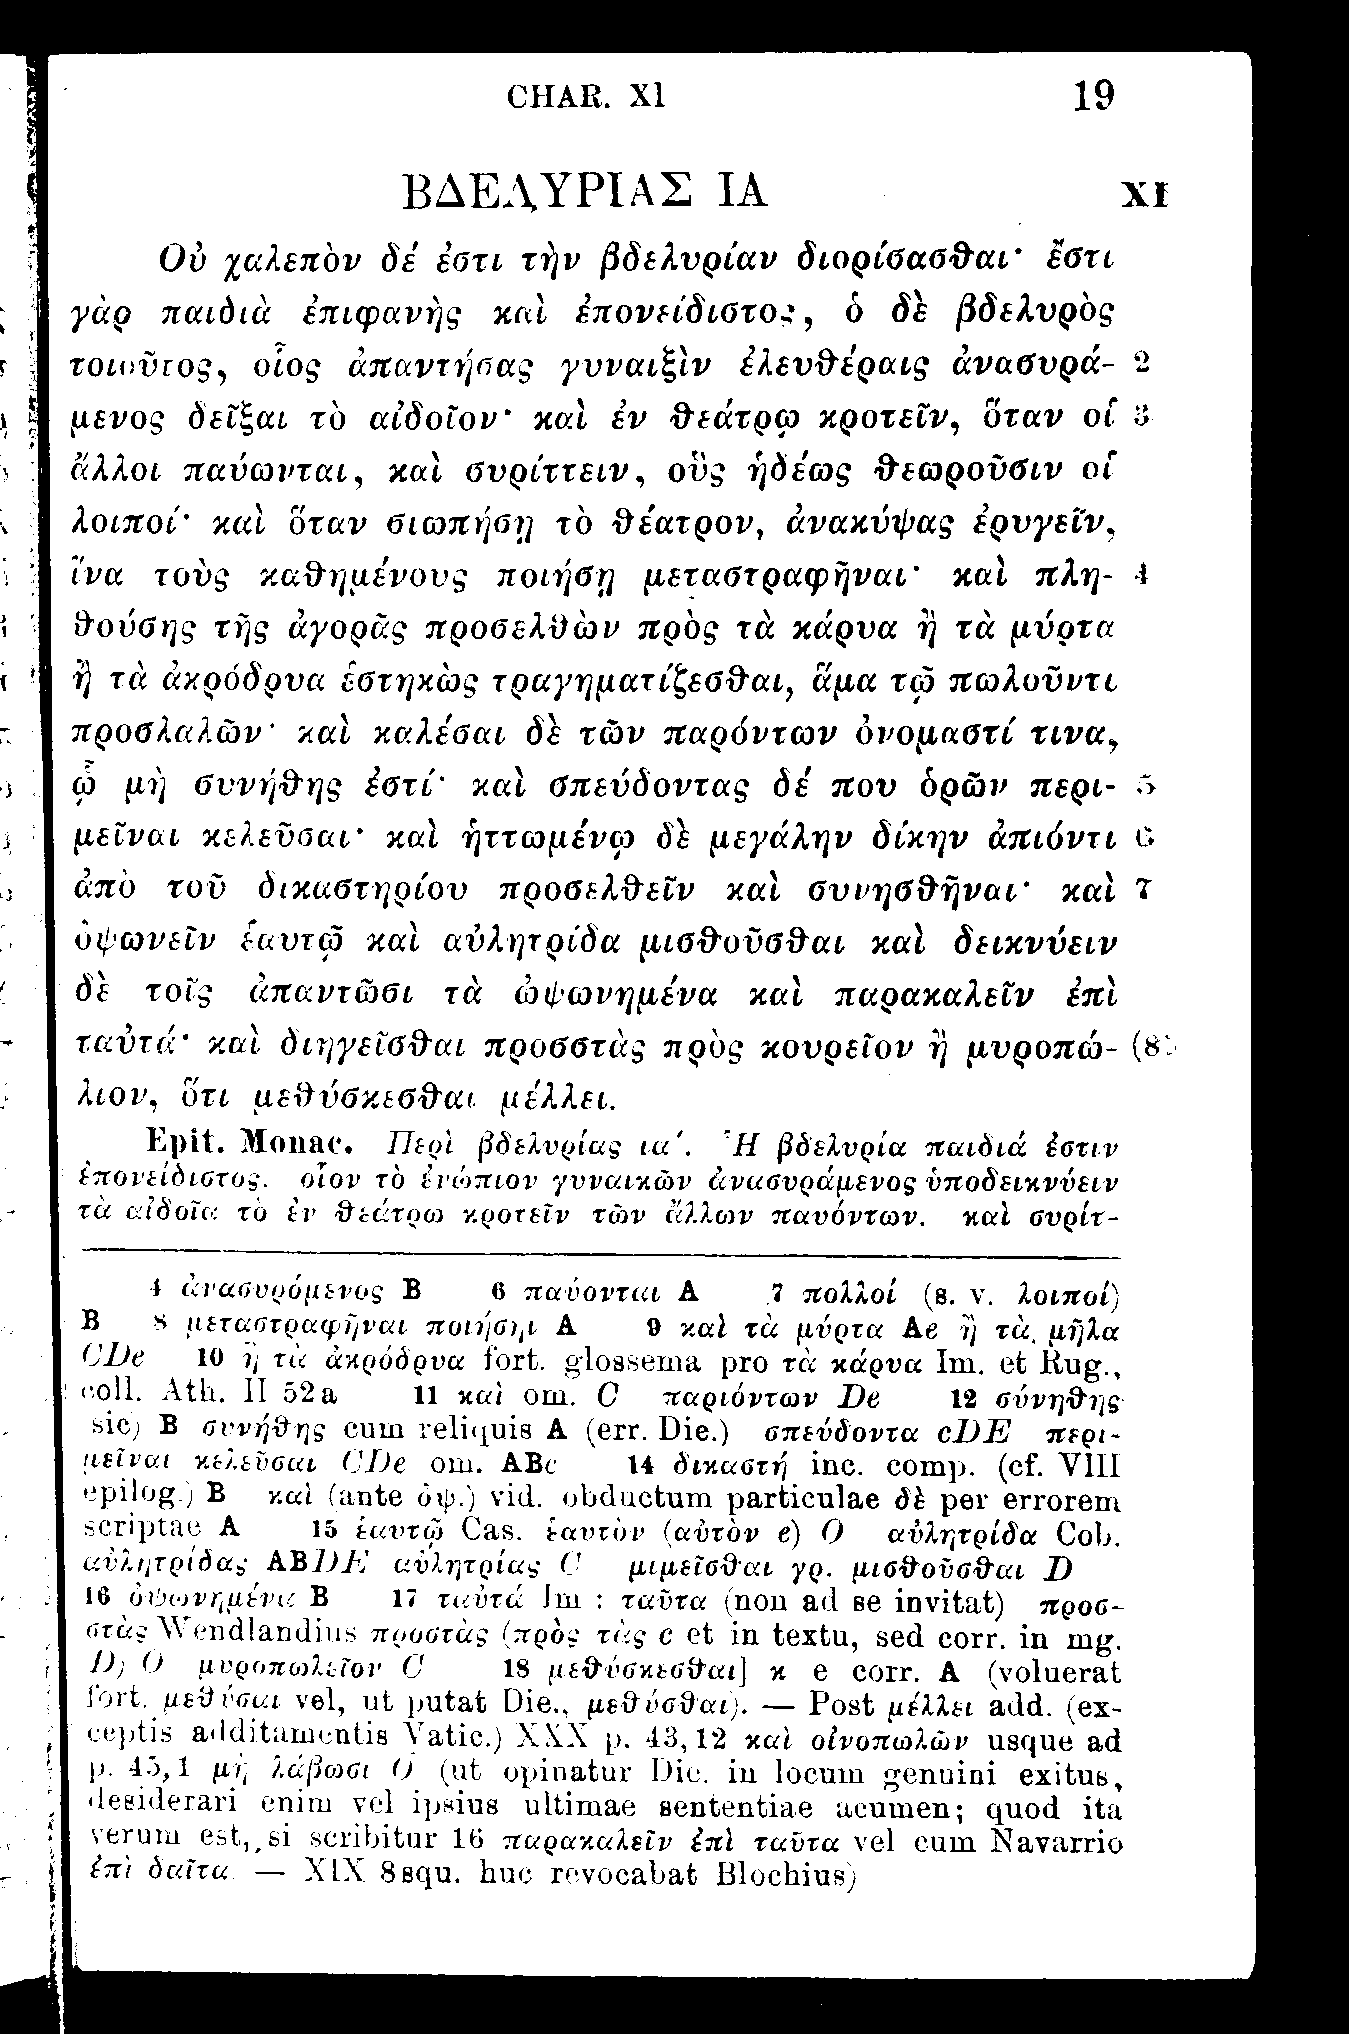 CHAR. XI 19
ΒΔΕΛΥΡΙΑΣ ΙΑ XI
Οὐ χαλεπὸν δέ ἐστι τὴν βδελυρίαν διορίσασθαι· ἔστι
γὰρ παιδιὰ ἐπιφανὴς καὶ ἐπονείδιστος, ὁ δὲ βδελυρὸς
τοιοῦτος, οἷος ἀπαντήσας γυναιξὶν ἐλευθέραις ἀνασυρά- 2
μενος δεῖξαι τὸ αἰδοῖον· καὶ ἐν θεάτρῳ κροτεῖν, ὅταν οἱ 3
ἄλλοι παύωνται, καὶ συρίττειν, οὓς ἡδέως θεωροῦσιν οἱ
λοιποί· καὶ ὅταν σιωπήσῃ τὸ θέατρον, ἀνακύψας ἐρυγεῖν,
ἵνα τοὺς καθημένους ποιήσῃ μεταστραφῆναι· καὶ πλη- 4
θούσης τῆς ἀγορᾶς προσελθὼν πρὸς τὰ κάρυα ἢ τὰ μύρτα
ἢ τὰ ἀκρόδρυα ἑστηκὼς τραγηματίζεσθαι, ἅμα τῷ πωλοῦντι
προσλαλῶν· καὶ καλέσαι δὲ τῶν παρόντων ὀνομαστί τινα,
ᾧ μὴ συνήθης ἐστί· καὶ σπεύδοντας δέ που ὁρῶν περι- 5
μεῖναι κελεῦσαι· καὶ ἡττωμένῳ δὲ μεγάλην δίκην ἀπιόντι 6
ἀπὸ τοῦ δικαστηρίου προσελθεῖν καὶ συνησθῆναι· καὶ 7
ὀψωνεῖν ἑαυτῷ καὶ αὐλητρίδα μισθοῦσθαι καὶ δεικνύειν
δὲ τοῖς ἀπαντῶσι τὰ ὠψωνημένα καὶ παρακαλεῖν ἐπὶ
ταὐτά· καὶ διηγεῖσθαι προσστὰς πρὸς κουρεῖον ἢ μυροπώ- (8)
λιον, ὅτι μεθύσκεσθαι μέλλει.
Epit. Monac. Περὶ βδελυρίας ια΄. Ἡ βδελυρία παιδιά ἐστιν
ἐπονείδιστος. οἷον τὸ ἐνώπιον γυναικῶν ἀνασυράμενος ὑποδεικνύειν
τὰ αἰδοῖα τὸ ἐν θεάτρῳ κροτεῖν τῶν ἄλλων παυόντων. καὶ συρίτ-
4 ἀνασυρόμενος B 6 παύονται A 7 πολλοί (s. v. λοιποί)
B 8 μεταστραφῆναι ποιήσηι A 9 καὶ τὰ μύρτα Ae ἢ τὰ μῆλα
CDe 10 ἢ τὰ ἀκρόδρυα fort. glossema pro τὰ κάρυα Im. et Rug.,
coll. Ath. II 52a 11 καὶ om. C παριόντων De 12 σύνηθης
sic) B συνήθης cum reliquis A (err. Die.) σπεύδοντα cDE περι-
μεῖναι κελεῦσαι CDe om. ABc 14 δικαστή inc. comp. (cf. VIII
epilog.) B καὶ (ante ὀψ.) vid. obductum particulae δὲ per errorem
scriptae A 15 ἑαυτῷ Cas. ἑαυτὸν (αὑτὸν e) O αὐλητρίδα Cob.
αὐλητρίδας ABDE αὐλητρίας C μιμεῖσθαι γρ. μισθοῦσθαι D
16 ὀψωνημένα B 17 ταὐτά Im : ταῦτα (non ad se invitat) προσ-
στὰς Wendlandius προστὰς (πρὸς τὰς c et in textu, sed corr. in mg.
D) O μυροπωλεῖον C 18 μεθύσκεσθαι] κ e corr. A (voluerat
fort. μεθύσαι vel, ut putat Die., μεθύσθαι). — Post μέλλει add. (ex-
ceptis additamentis Vatic.) XXX p. 43,12 καὶ οἰνοπωλῶν usque ad
p. 45,1 μὴ λάβωσι O (ut opinatur Die. in locum genuini exitus,
desiderari enim vel ipsius ultimae sententiae acumen; quod ita
verum est, si scribitur 16 παρακαλεῖν ἐπὶ ταῦτα vel cum Navarrio
ἐπὶ δαῖτα — XIX 8 squ. huc revocabat Blochius)